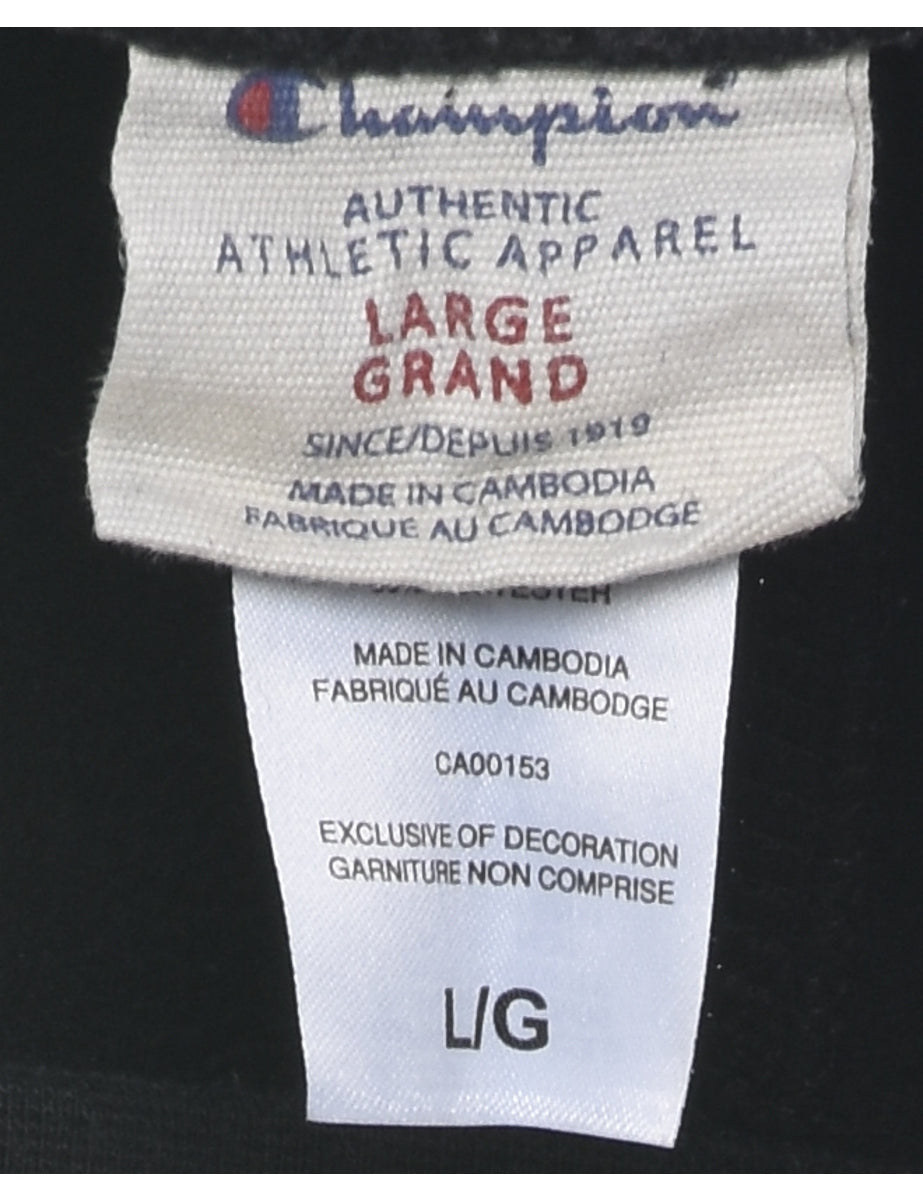 Champion
AUTHENTIC
ATHLETIC APPAREL
LARGE
GRAND
SINCE/DEPUIS 1919
MADE IN CAMBODIA
FABRIQUE AU CAMBODGE
MADE IN CAMBODIA
FABRIQUÉ AU CAMBODGE
CA00153
EXCLUSIVE OF DECORATION
GARNITURE NON COMPRISE
L/G